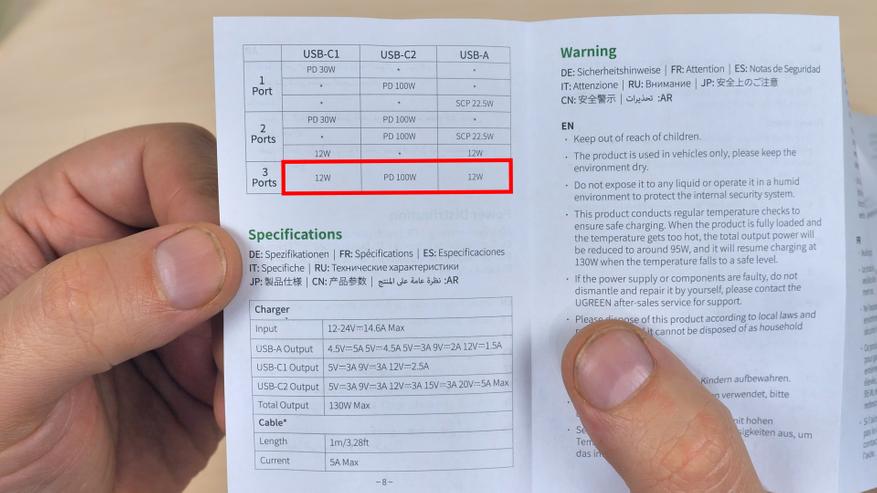 USB-C1 USB-C2 USB-A
1 Port PD 30W • •
• PD 100W •
• • SCP 22.5W
2 Ports PD 30W PD 100W •
• PD 100W SCP 22.5W
12W • 12W
3 Ports 12W PD 100W 12W
Specifications
DE: Spezifikationen | FR: Spécifications | ES: Especificaciones
IT: Specifiche | RU: Технические характеристики
JP: 製品仕様 | CN: 产品参数 | نظرة عامة على المنتج :AR
Charger
Input 12-24V⎓14.6A Max
USB-A Output 4.5V⎓5A 5V⎓4.5A 5V⎓3A 9V⎓2A 12V⎓1.5A
USB-C1 Output 5V⎓3A 9V⎓3A 12V⎓2.5A
USB-C2 Output 5V⎓3A 9V⎓3A 12V⎓3A 15V⎓3A 20V⎓5A Max
Total Output 130W Max
Cable*
Length 1m/3.28ft
Current 5A Max
–8–
Warning
DE: Sicherheitshinweise | FR: Attention | ES: Notas de Seguridad
IT: Attenzione | RU: Внимание | JP: 安全上のご注意
CN: 安全警示 | تحذيرات :AR
EN
• Keep out of reach of children.
• The product is used in vehicles only, please keep the
environment dry.
• Do not expose it to any liquid or operate it in a humid
environment to protect the internal security system.
• This product conducts regular temperature checks to
ensure safe charging. When the product is fully loaded and
the temperature gets too hot, the total output power will
be reduced to around 95W, and it will resume charging at
130W when the temperature falls to a safe level.
• If the power supply or components are faulty, do not
dismantle and repair it by yourself, please contact the
UGREEN after-sales service for support.
• Please dispose of this product according to local laws and
it cannot be disposed of as household
Kindern aufbewahren.
verwendet, bitte
mit hohen
aus, um
das